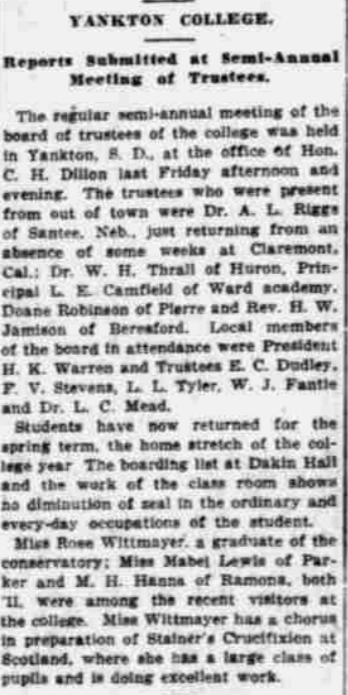 YANKTON COLLEGE.
Reports Submitted at Semi-Annual
Meeting of Trustees.
The regular semi-annual meeting of the
board of trustees of the college was held
in Yankton, S. D., at the office of Hon.
C. H. Dillon last Friday afternoon and
evening. The trustees who were present
from out of town were Dr. A. L. Riggs
of Santee, Neb., just returning from an
absence of some weeks at Claremont,
Cal.; Dr. W. H. Thrall of Huron, Prin-
cipal L. E. Camfield of Ward academy,
Doane Robinson of Pierre and Rev. H. W.
Jamison of Beresford. Local members
of the board in attendance were President
H. K. Warren and Trustees E. C. Dudley,
F. V. Stevens, L. L. Tyler, W. J. Fantle
and Dr. L. C. Mead.
Students have now returned for the
spring term, the home stretch of the col-
lege year The boarding list at Dakin Hall
and the work of the class room shows
no diminution of seal in the ordinary and
every-day occupations of the student.
Miss Rose Wittmayer, a graduate of the
conservatory; Miss Mabel Lewis of Par-
ker and M. H. Hanna of Ramona, both
'11, were among the recent visitors at
the college. Miss Wittmayer has a chorus
in preparation of Stainer's Crucifixion at
Scotland, where she has a large class of
pupils and is doing excellent work.